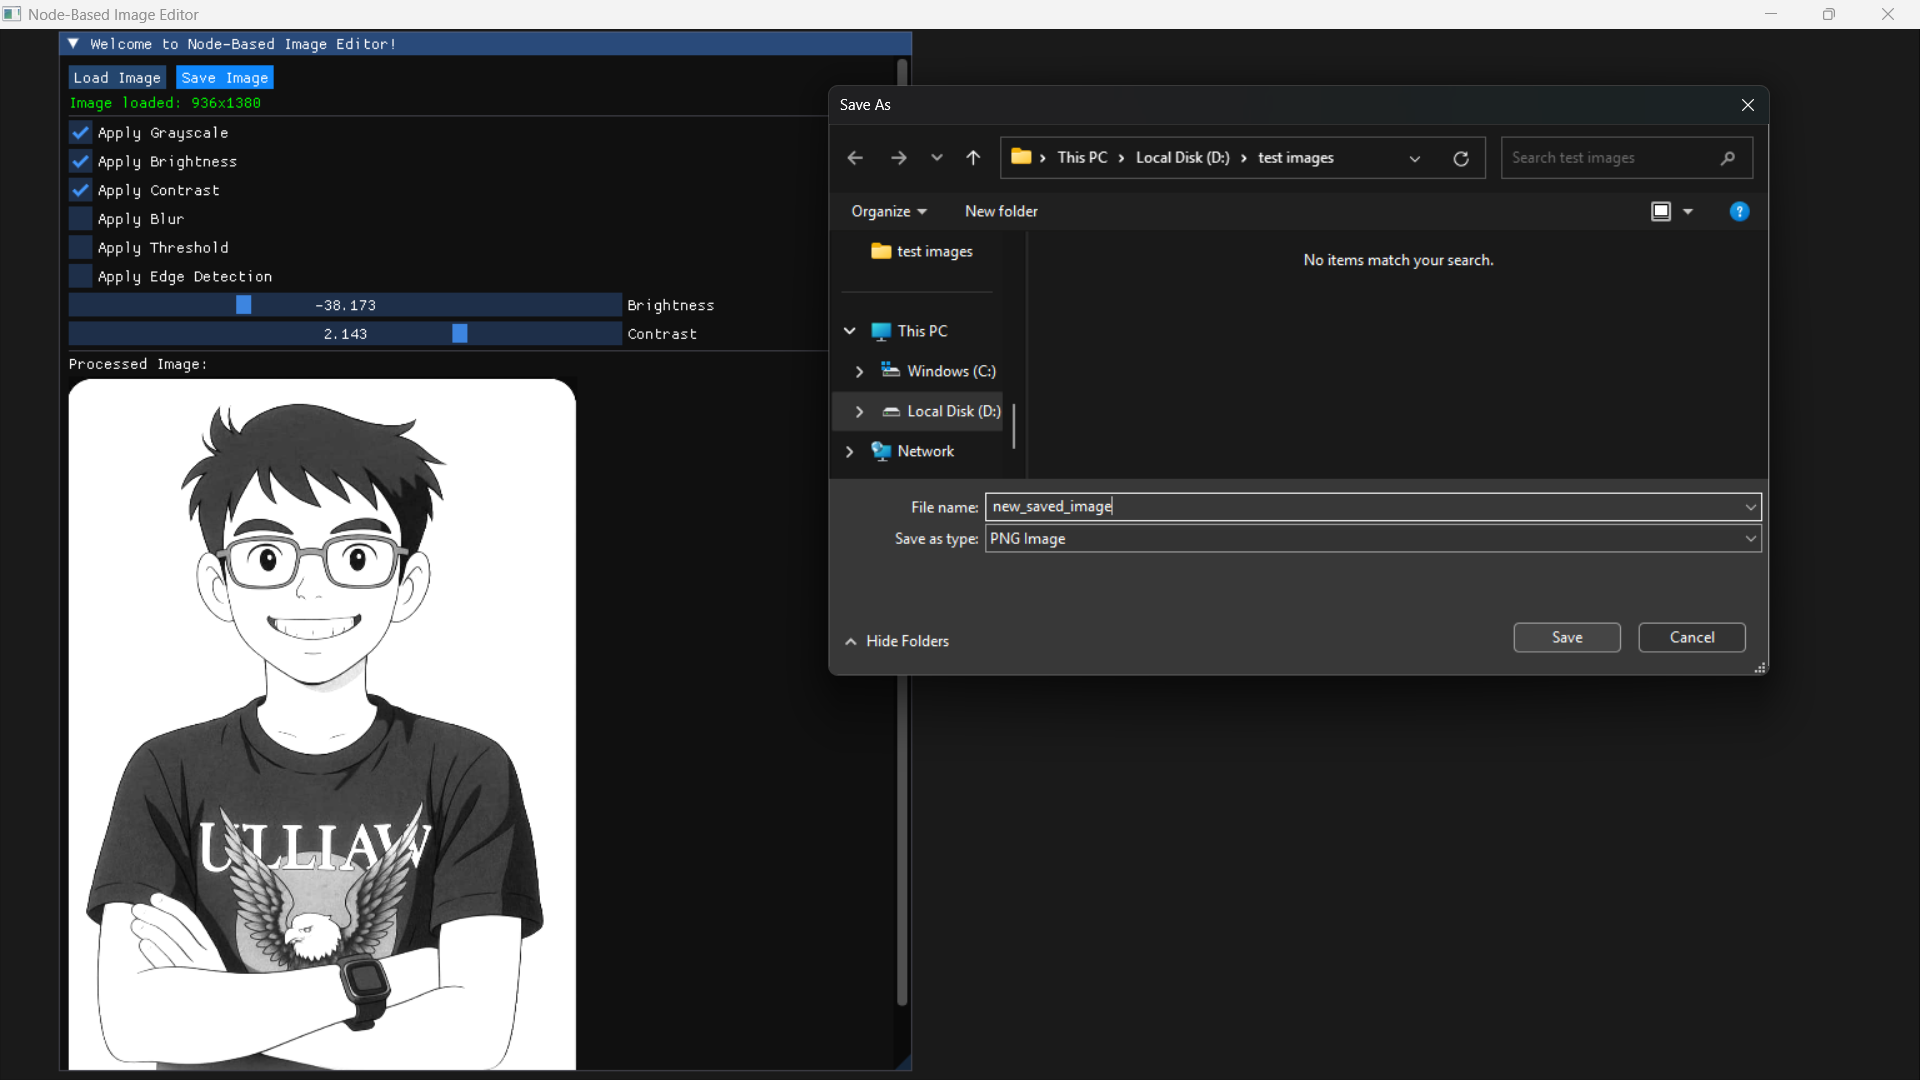 Node-Based Image Editor
Welcome to Node-Based Image Editor!
Load Image Save Image
Image loaded: 936x1380
Apply Grayscale
Apply Brightness
Apply Contrast
Apply Blur
Apply Threshold
Apply Edge Detection
-38.173 Brightness
2.143 Contrast
Processed Image:
ULLIAW
Save As
This PC Local Disk (D:) test images
Search test images
Organize New folder
?
test images
This PC
Windows (C:)
Local Disk (D:)
Network
No items match your search.
File name: new_saved_image
Save as type: PNG Image
Hide Folders
Save Cancel